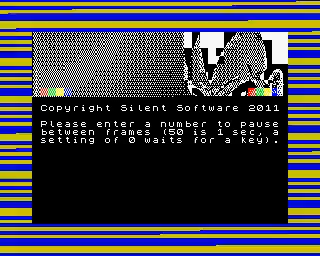 Copyright Silent Software 2011
Please enter a number to pause
between frames (50 is 1 sec, a
setting of 0 waits for a key).